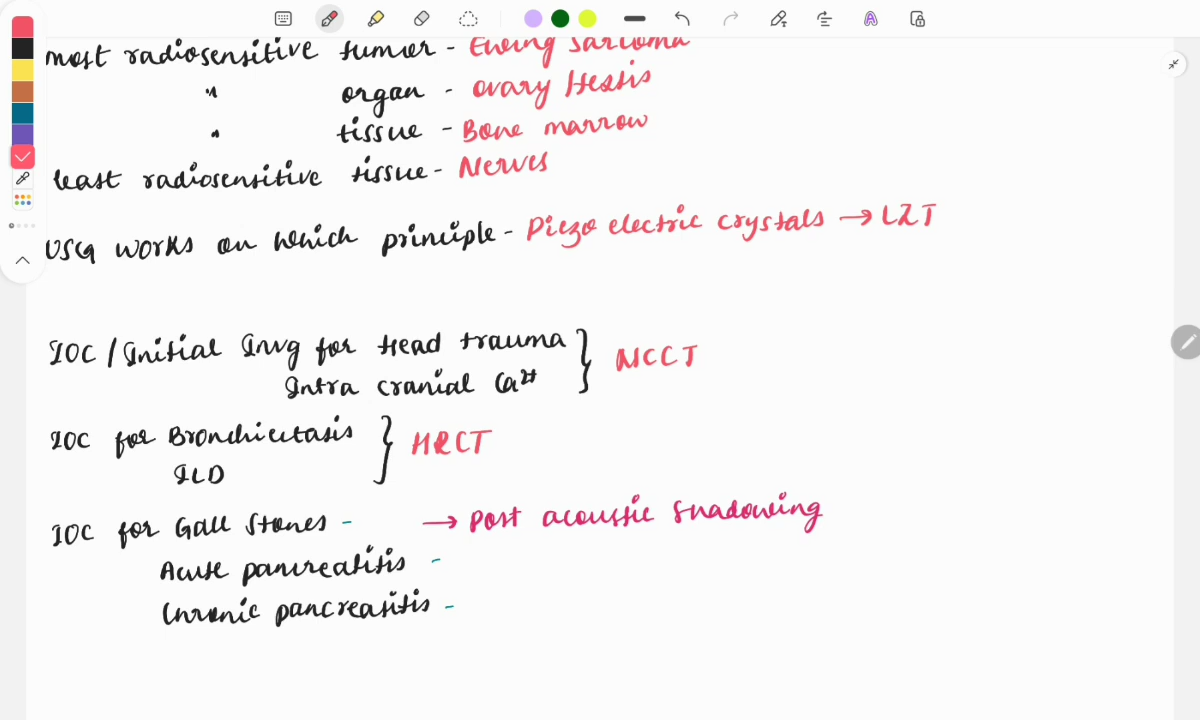 most radiosensitive tumor - Ewing sarcoma
" organ - ovary /testis
" tissue - Bone marrow
least radiosensitive tissue - Nerves
USG works on which principle - Piezo electric crystals → LZT
IOC / Initial Invg for Head trauma } NCCT
Intra cranial Ca²⁺
IOC for Bronchiectasis } HRCT
ILD
IOC for Gall Stones - → Post acoustic shadowing
Acute pancreatitis -
Chronic pancreatitis -